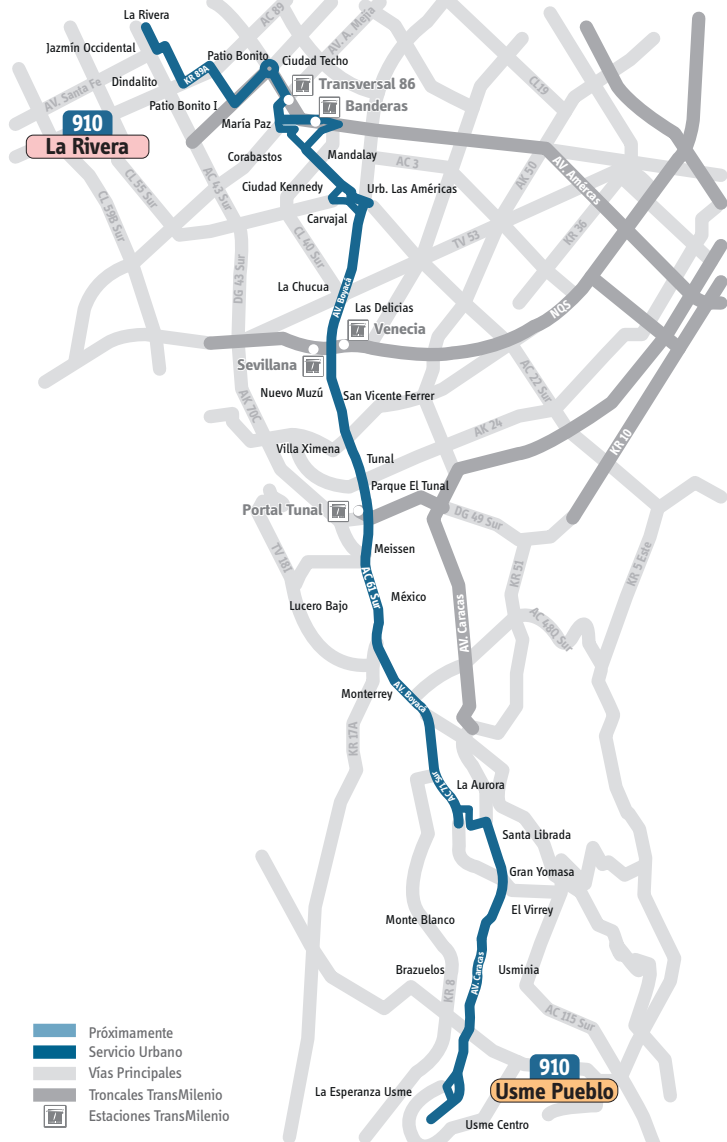 La Rivera
AC 89
AV. A. Mejía
Jazmín Occidental
Patio Bonito
Ciudad Techo
KR 89A
Dindalito
AV. Santa Fe
Transversal 86
CL19
Patio Bonito I
Banderas
910
La Rivera
María Paz
Corabastos
Mandalay
AC 3
AV. Américas
AK 50
CL 55 Sur
AC 43 Sur
Ciudad Kennedy
Urb. Las Américas
CL 59B Sur
Carvajal
KR 36
TV 53
CL 40 Sur
DG 43 Sur
La Chucua
AV. Boyacá
Las Delicias
NQS
Venecia
Sevillana
AC 22 Sur
Nuevo Muzú
San Vicente Ferrer
AK 70C
AK 24
KR 10
Villa Ximena
Tunal
Parque El Tunal
Portal Tunal
DG 49 Sur
TV 18I
Meissen
KR 51
KR 5 Este
AC 61 Sur
México
Lucero Bajo
AV. Caracas
AC 48Q Sur
Monterrey
AV. Boyacá
KR 17A
AC 71 Sur
La Aurora
Santa Librada
Gran Yomasa
El Virrey
Monte Blanco
Brazuelos
AV. Caracas
Usminia
KR 8
AC 115 Sur
Próximamente
Servicio Urbano
Vías Principales
Troncales TransMilenio
Estaciones TransMilenio
La Esperanza Usme
910
Usme Pueblo
Usme Centro